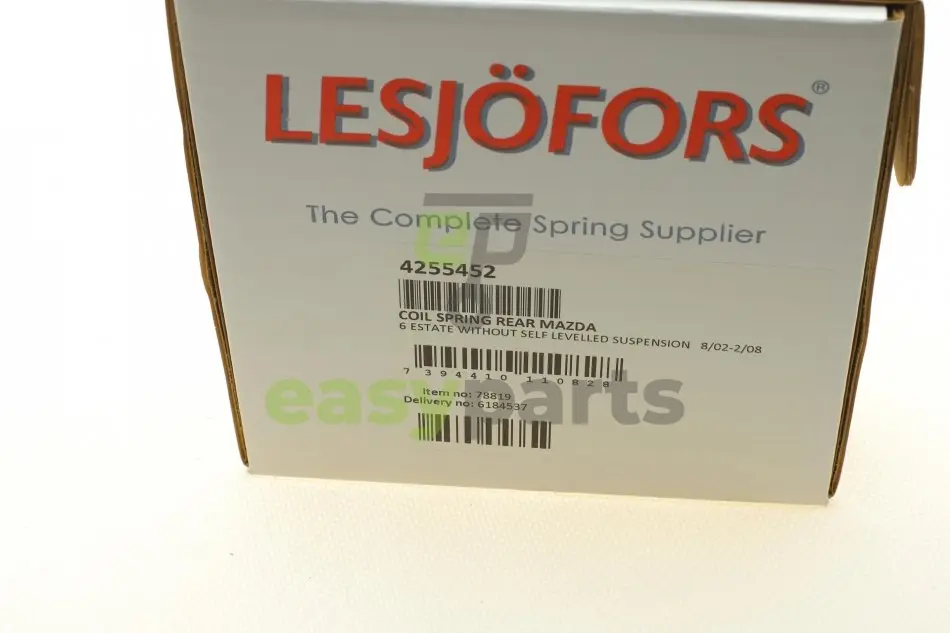 LESJÖFORS®
The Complete Spring Supplier
ep
4255452
COIL SPRING REAR MAZDA
6 ESTATE WITHOUT SELF LEVELLED SUSPENSION 8/02-2/08
7 394410 110828
easyparts
Item no: 78819
Delivery no: 6184537